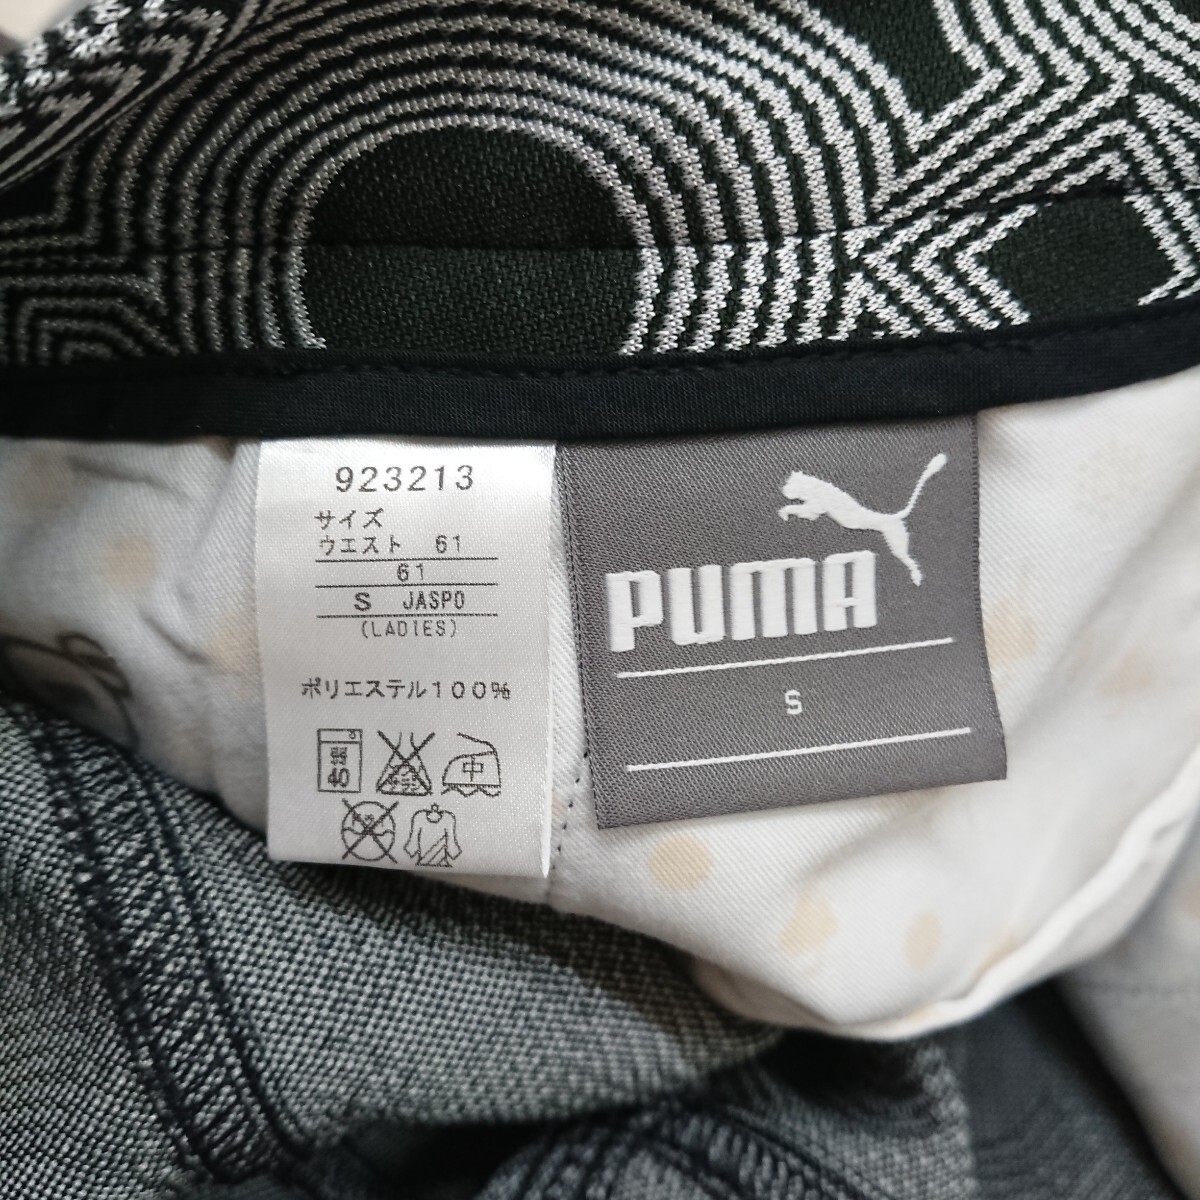 923213
サイズ
ウエスト 61
61
S JASPO
(LADIES)
ポリエステル100%
弱
40
中
PUMA
S